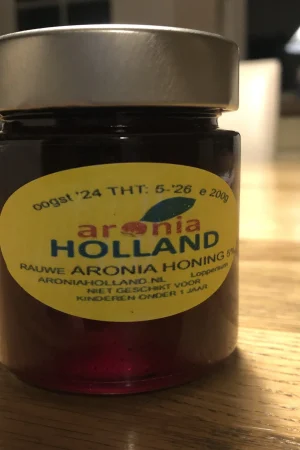 oogst '24 THT: 5-'26 e 200g
aronia
HOLLAND
RAUWE ARONIA HONING
ARONIAHOLLAND.NL Loppersum
NIET GESCHIKT VOOR
KINDEREN ONDER 1 JAAR